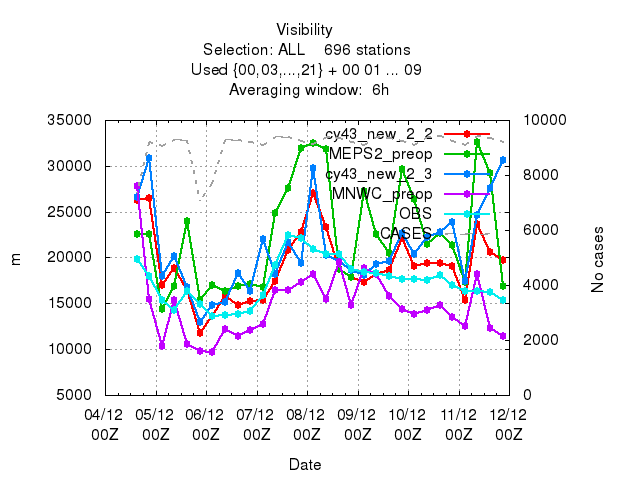 Visibility
Selection: ALL    696 stations
Used {00,03,...,21} + 00 01 ... 09
Averaging window:  6h
35000
30000
25000
20000
15000
10000
5000
m
10000
8000
6000
4000
2000
0
No cases
cy43_new_2_2
MEPS2_preop
cy43_new_2_3
MNWC_preop
OBS
CASES
04/12 05/12 06/12 07/12 08/12 09/12 10/12 11/12 12/12
00Z 00Z 00Z 00Z 00Z 00Z 00Z 00Z 00Z
Date